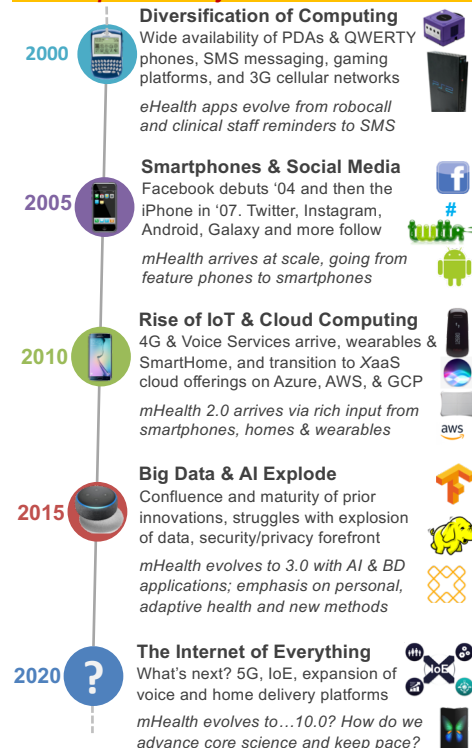 Diversification of Computing
2000
Wide availability of PDAs & QWERTY
phones, SMS messaging, gaming
platforms, and 3G cellular networks
eHealth apps evolve from robocall
and clinical staff reminders to SMS
Smartphones & Social Media
2005
Facebook debuts ‘04 and then the
iPhone in ‘07. Twitter, Instagram,
Android, Galaxy and more follow
mHealth arrives at scale, going from
feature phones to smartphones
f
#
twttr
Rise of IoT & Cloud Computing
2010
4G & Voice Services arrive, wearables &
SmartHome, and transition to XaaS
cloud offerings on Azure, AWS, & GCP
mHealth 2.0 arrives via rich input from
smartphones, homes & wearables
aws
Big Data & AI Explode
2015
Confluence and maturity of prior
innovations, struggles with explosion
of data, security/privacy forefront
mHealth evolves to 3.0 with AI & BD
applications; emphasis on personal,
adaptive health and new methods
The Internet of Everything
2020
?
What’s next? 5G, IoE, expansion of
voice and home delivery platforms
mHealth evolves to…10.0? How do we
advance core science and keep pace?
IoE